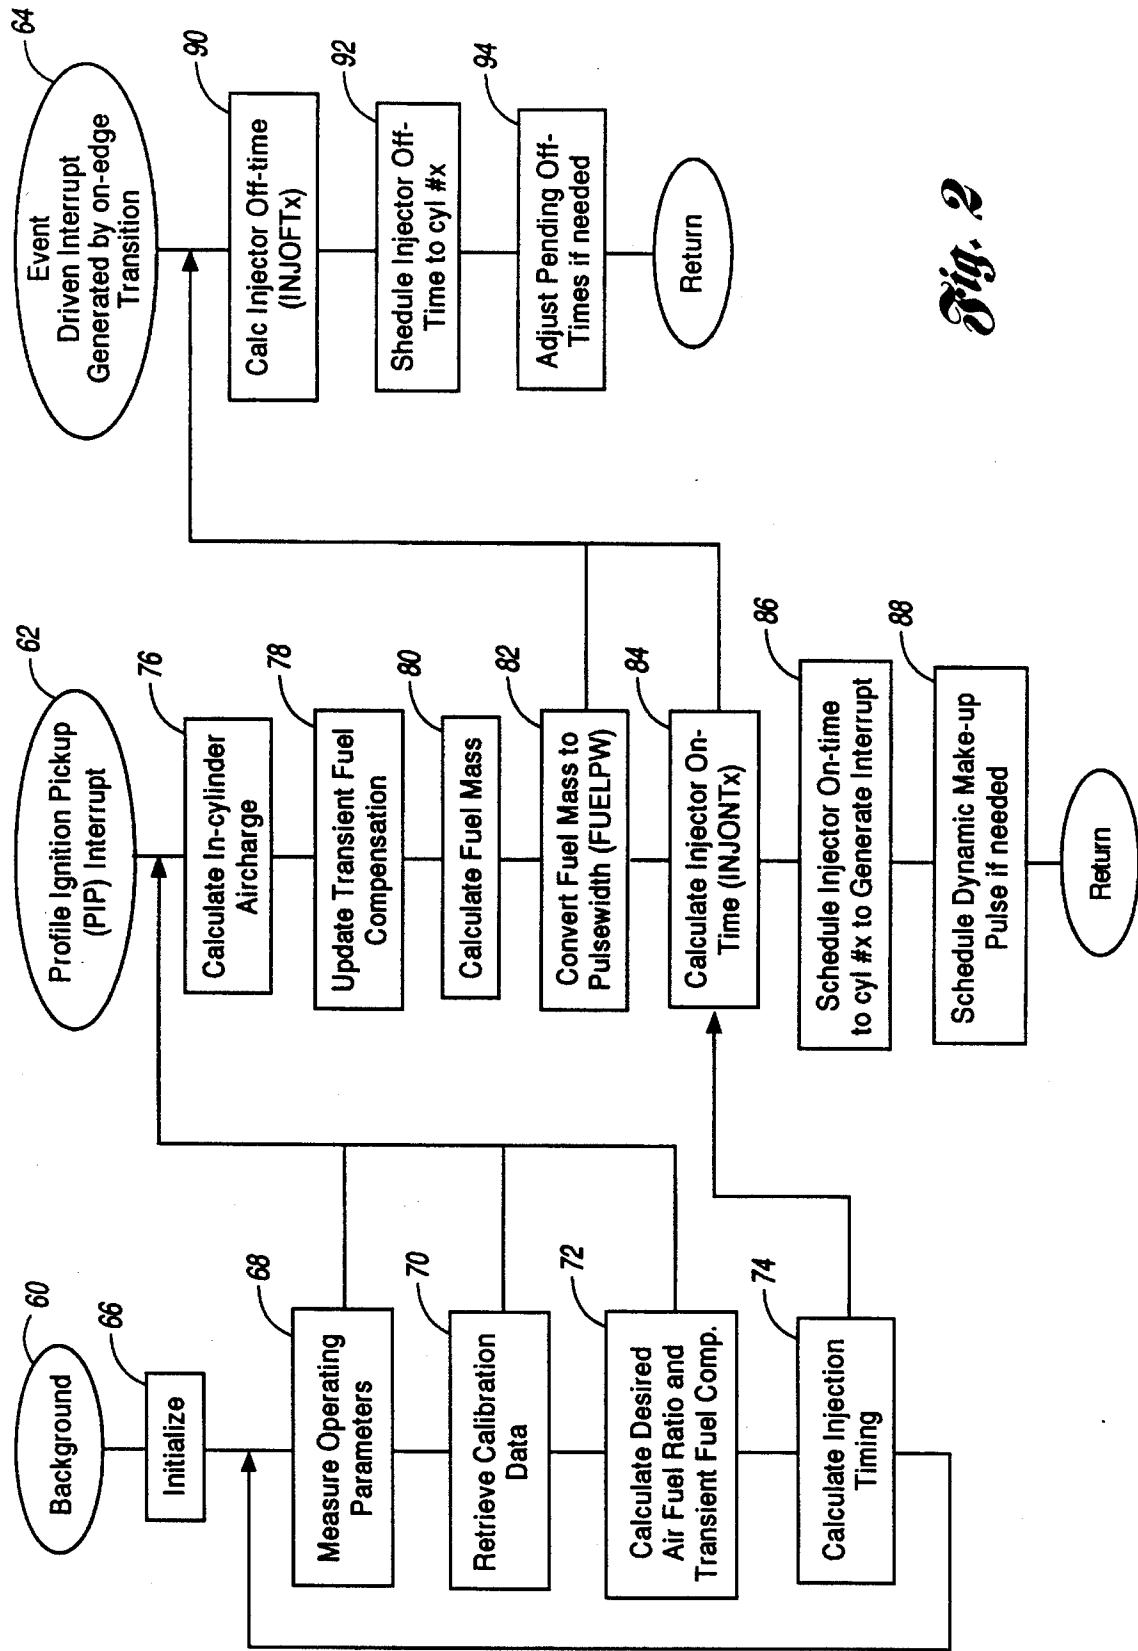 60
Background
66
Initialize
68
Measure Operating
Parameters
70
Retrieve Calibration
Data
72
Calculate Desired
Air Fuel Ratio and
Transient Fuel Comp.
74
Calculate Injection
Timing
62
Profile Ignition Pickup
(PIP) Interrupt
76
Calculate In-cylinder
Aircharge
78
Update Transient Fuel
Compensation
80
Calculate Fuel Mass
82
Convert Fuel Mass to
Pulsewidth (FUELPW)
84
Calculate Injector On-
Time (INJONTx)
86
Schedule Injector On-time
to cyl #x to Generate Interrupt
88
Schedule Dynamic Make-up
Pulse if needed
Return
64
Event
Driven Interrupt
Generated by on-edge
Transition
90
Calc Injector Off-time
(INJOFTx)
92
Shedule Injector Off-
Time to cyl #x
94
Adjust Pending Off-
Times if needed
Return
Fig. 2